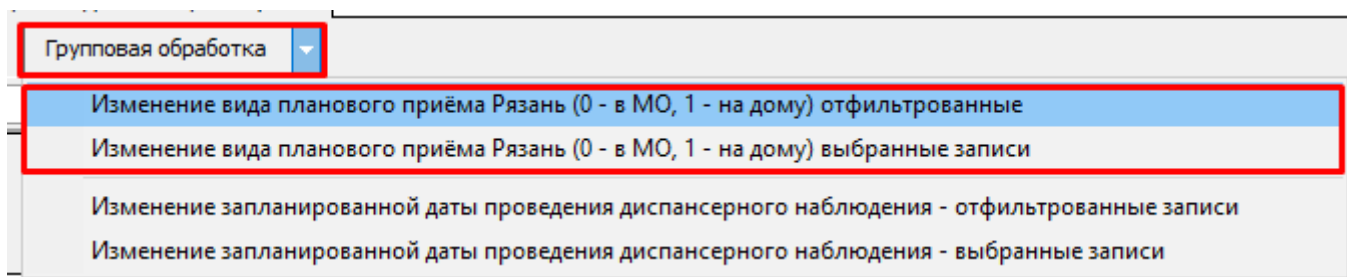 Групповая обработка
Изменение вида планового приёма Рязань (0 - в МО, 1 - на дому) отфильтрованные
Изменение вида планового приёма Рязань (0 - в МО, 1 - на дому) выбранные записи
Изменение запланированной даты проведения диспансерного наблюдения - отфильтрованные записи
Изменение запланированной даты проведения диспансерного наблюдения - выбранные записи